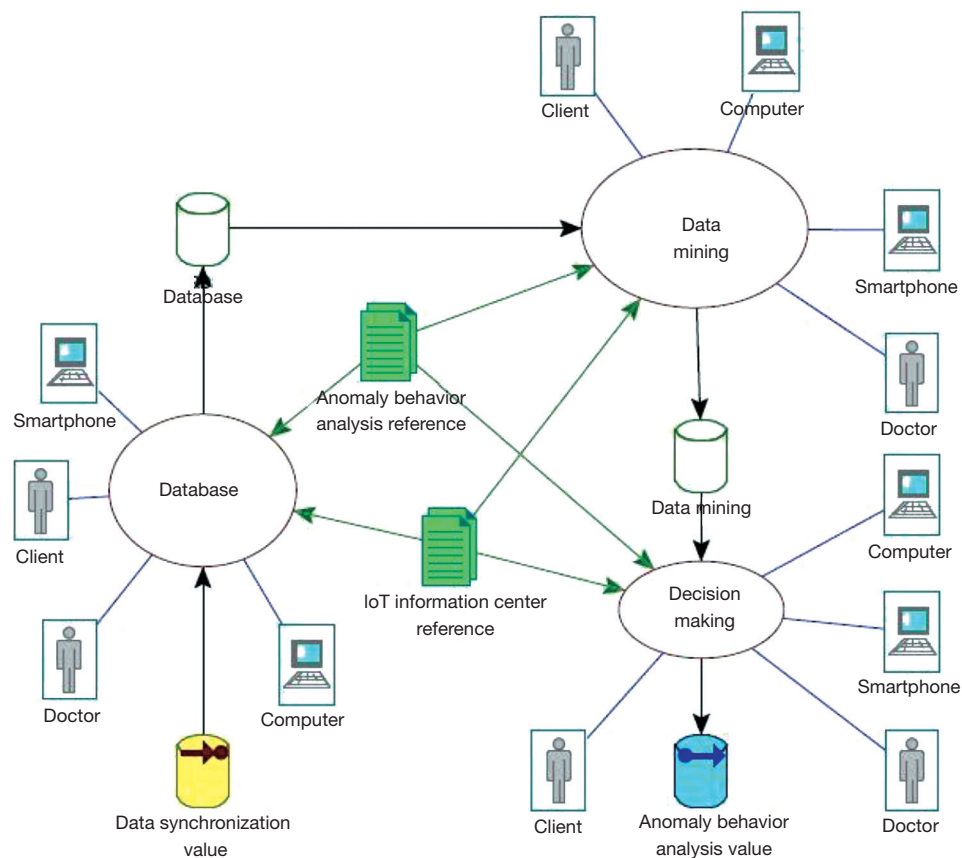 Client
Computer
Data
mining
Smartphone
Database
Doctor
Smartphone
Anomaly behavior
analysis reference
Database
Data mining
Client
Computer
IoT information center
reference
Decision
making
Smartphone
Doctor
Computer
Client
Doctor
Data synchronization
value
Anomaly behavior
analysis value